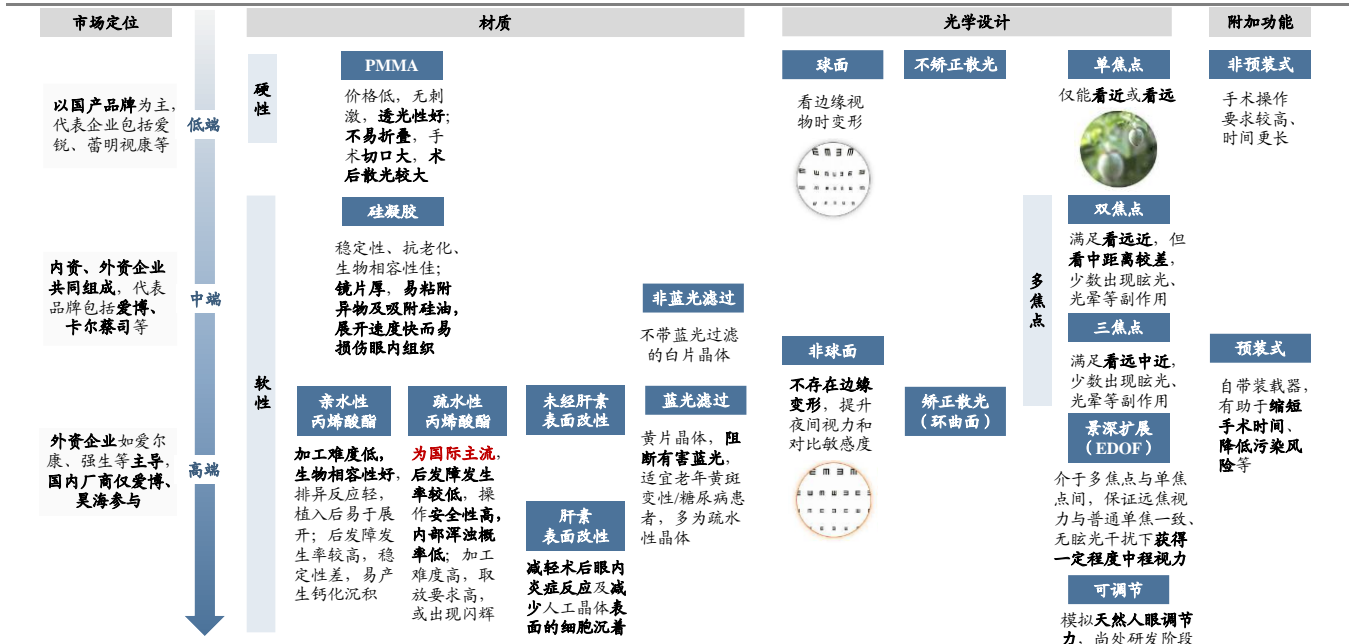 市场定位
材质
光学设计
附加功能
以国产品牌为主，
代表企业包括爱
锐、蕾明视康等
低端
内资、外资企业
共同组成，代表
品牌包括爱博、
卡尔蔡司等
中端
外资企业如爱尔
康、强生等主导，
国内厂商仅爱博、
昊海参与
高端
硬性
PMMA
价格低，无刺
激，透光性好；
不易折叠，手
术切口大，术
后散光较大
软性
硅凝胶
稳定性、抗老化、
生物相容性佳；
镜片厚，易粘附
异物及吸附硅油，
展开速度快而易
损伤眼内组织
亲水性
丙烯酸酯
加工难度低，
生物相容性好，
排异反应轻，
植入后易于展
开；后发障发
生率较高，稳
定性差，易产
生钙化沉积
疏水性
丙烯酸酯
为国际主流，
后发障发生
率较低，操
作安全性高，
内部浑浊概
率低；加工
难度高，取
放要求高，
或出现闪辉
未经肝素
表面改性
肝素
表面改性
减轻术后眼内
炎症反应及减
少人工晶体表
面的细胞沉着
非蓝光滤过
不带蓝光过滤
的白片晶体
蓝光滤过
黄片晶体，阻
断有害蓝光，
适宜老年黄斑
变性/糖尿病患
者，多为疏水
性晶体
球面
看边缘视
物时变形
非球面
不存在边缘
变形，提升
夜间视力和
对比敏感度
不矫正散光
矫正散光
（环曲面）
单焦点
仅能看近或看远
多焦点
双焦点
满足看远近，但
看中距离较差，
少数出现眩光、
光晕等副作用
三焦点
满足看远中近，
少数出现眩光、
光晕等副作用
景深扩展
（EDOF）
介于多焦点与单焦
点间，保证远焦视
力与普通单焦一致、
无眩光干扰下获得
一定程度中程视力
可调节
模拟天然人眼调节
力，尚处研发阶段
非预装式
手术操作
要求较高、
时间更长
预装式
自带装载器，
有助于缩短
手术时间、
降低污染风
险等